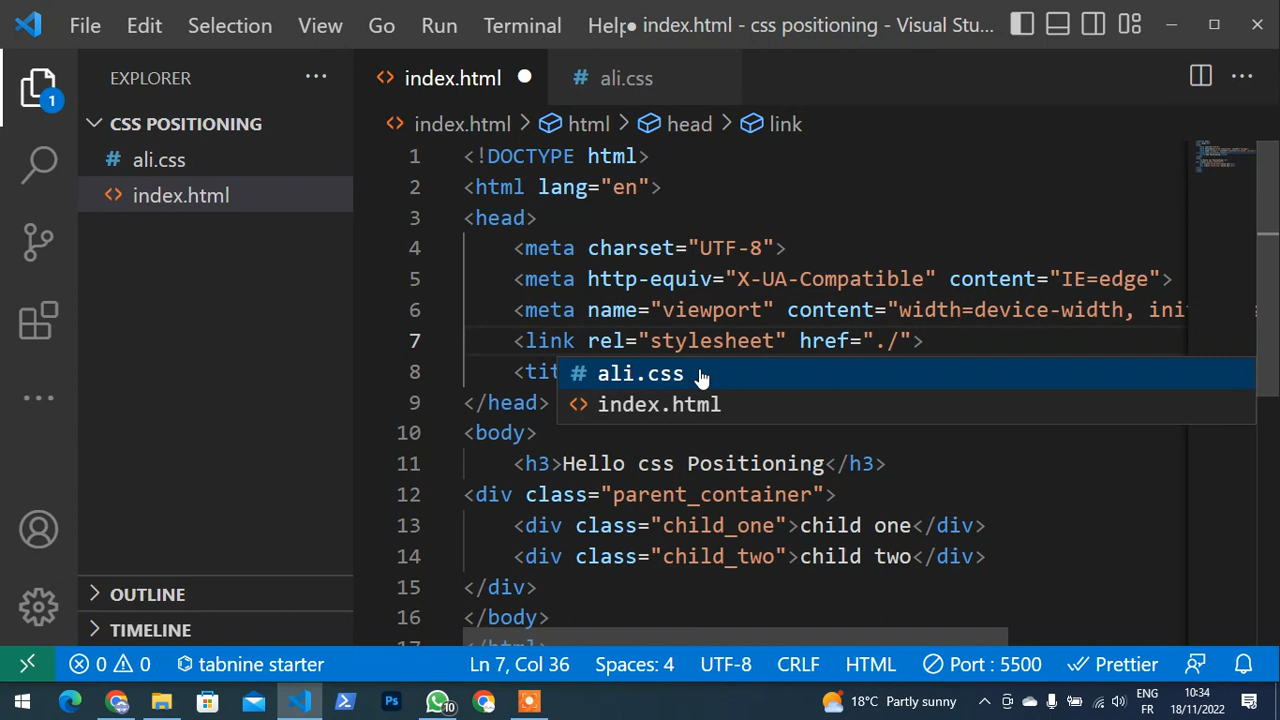 File Edit Selection View Go Run Terminal Help ● index.html - css positioning - Visual Stu...
EXPLORER ...
index.html ●
# ali.css
...
1
CSS POSITIONING
# ali.css
<> index.html
<> index.html > html > head > link
1 <!DOCTYPE html>
2 <html lang="en">
3 <head>
4 <meta charset="UTF-8">
5 <meta http-equiv="X-UA-Compatible" content="IE=edge">
6 <meta name="viewport" content="width=device-width, ini
7 <link rel="stylesheet" href="./">
8 <tit
# ali.css
<> index.html
9 </head>
10 <body>
11 <h3>Hello css Positioning</h3>
12 <div class="parent_container">
13 <div class="child_one">child one</div>
14 <div class="child_two">child two</div>
15 </div>
16 </body>
17 </html>
OUTLINE
TIMELINE
0 0 tabnine starter Ln 7, Col 36 Spaces: 4 UTF-8 CRLF HTML Port : 5500 Prettier
Ps 10 18°C Partly sunny ENG FR 10:34 18/11/2022